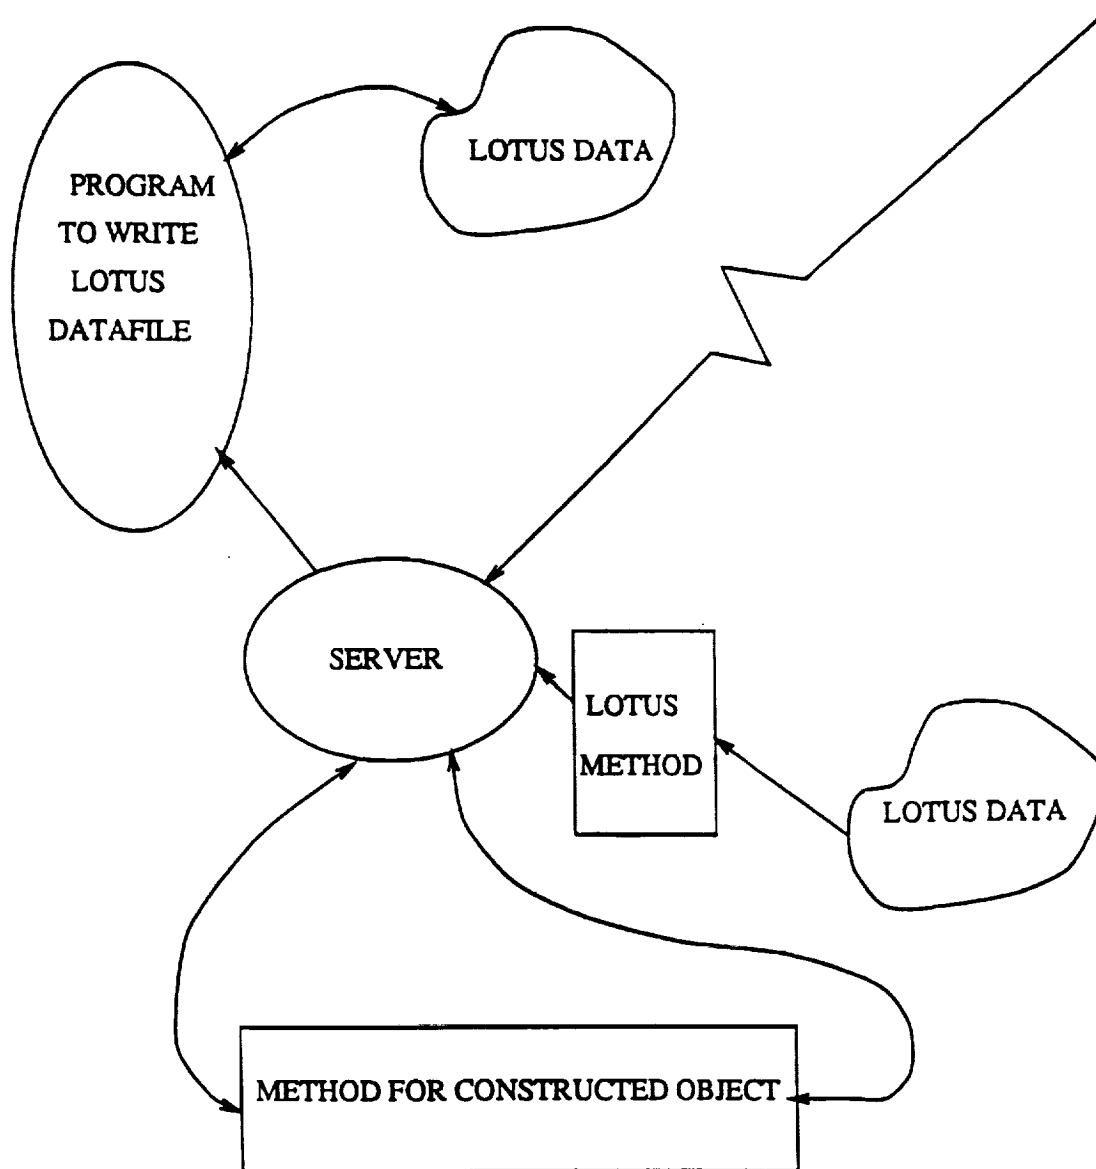 LOTUS DATA
PROGRAM
TO WRITE
LOTUS
DATAFILE
SERVER
LOTUS
METHOD
LOTUS DATA
METHOD FOR CONSTRUCTED OBJECT